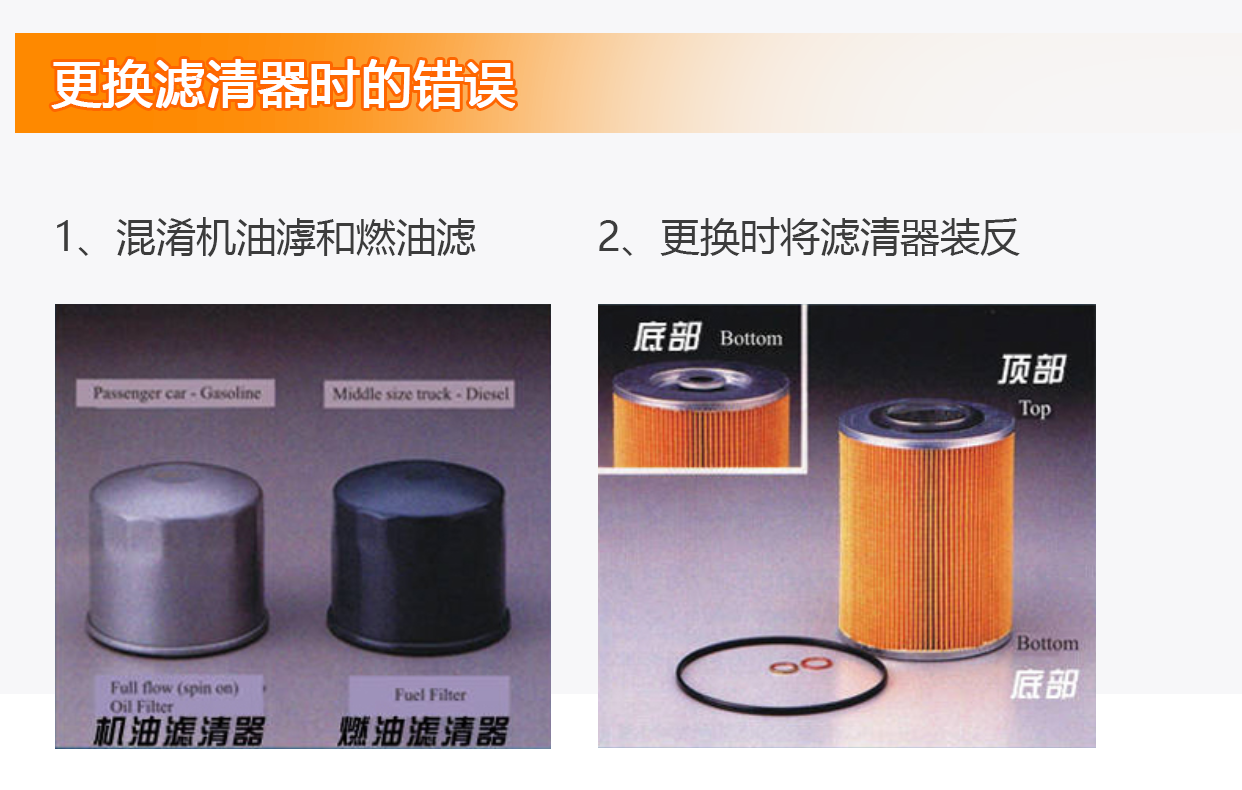 更换滤清器时的错误
1、混淆机油滹和燃油滤
2、更换时将滤清器装反
Passenger car - Gasoline
Middle size truck - Diesel
Full flow (spin on)
Oil Filter
机油滤清器
Fuel Filter
燃油滤清器
底部 Bottom
顶部
Top
Bottom
底部